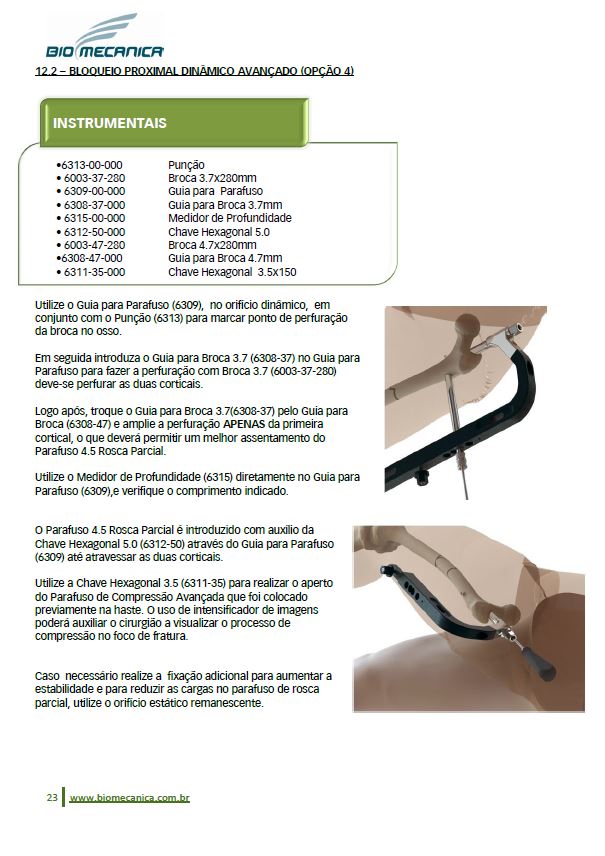 BIOMECANICA
12.2 – BLOQUEIO PROXIMAL DINÂMICO AVANÇADO (OPÇÃO 4)
INSTRUMENTAIS
•6313-00-000 Punção
• 6003-37-280 Broca 3.7x280mm
• 6309-00-000 Guia para Parafuso
• 6308-37-000 Guia para Broca 3.7mm
• 6315-00-000 Medidor de Profundidade
• 6312-50-000 Chave Hexagonal 5.0
• 6003-47-280 Broca 4.7x280mm
•6308-47-000 Guia para Broca 4.7mm
• 6311-35-000 Chave Hexagonal 3.5x150
Utilize o Guia para Parafuso (6309), no orifício dinâmico, em
conjunto com o Punção (6313) para marcar ponto de perfuração
da broca no osso.
Em seguida introduza o Guia para Broca 3.7 (6308-37) no Guia para
Parafuso para fazer a perfuração com Broca 3.7 (6003-37-280)
deve-se perfurar as duas corticais.
Logo após, troque o Guia para Broca 3.7(6308-37) pelo Guia para
Broca (6308-47) e amplie a perfuração APENAS da primeira
cortical, o que deverá permitir um melhor assentamento do
Parafuso 4.5 Rosca Parcial.
Utilize o Medidor de Profundidade (6315) diretamente no Guia para
Parafuso (6309),e verifique o comprimento indicado.
O Parafuso 4.5 Rosca Parcial é introduzido com auxilio da
Chave Hexagonal 5.0 (6312-50) através do Guia para Parafuso
(6309) até atravessar as duas corticais.
Utilize a Chave Hexagonal 3.5 (6311-35) para realizar o aperto
do Parafuso de Compressão Avançada que foi colocado
previamente na haste. O uso de intensificador de imagens
poderá auxiliar o cirurgião a visualizar o processo de
compressão no foco de fratura.
Caso necessário realize a fixação adicional para aumentar a
estabilidade e para reduzir as cargas no parafuso de rosca
parcial, utilize o orifício estático remanescente.
23 www.biomecanica.com.br